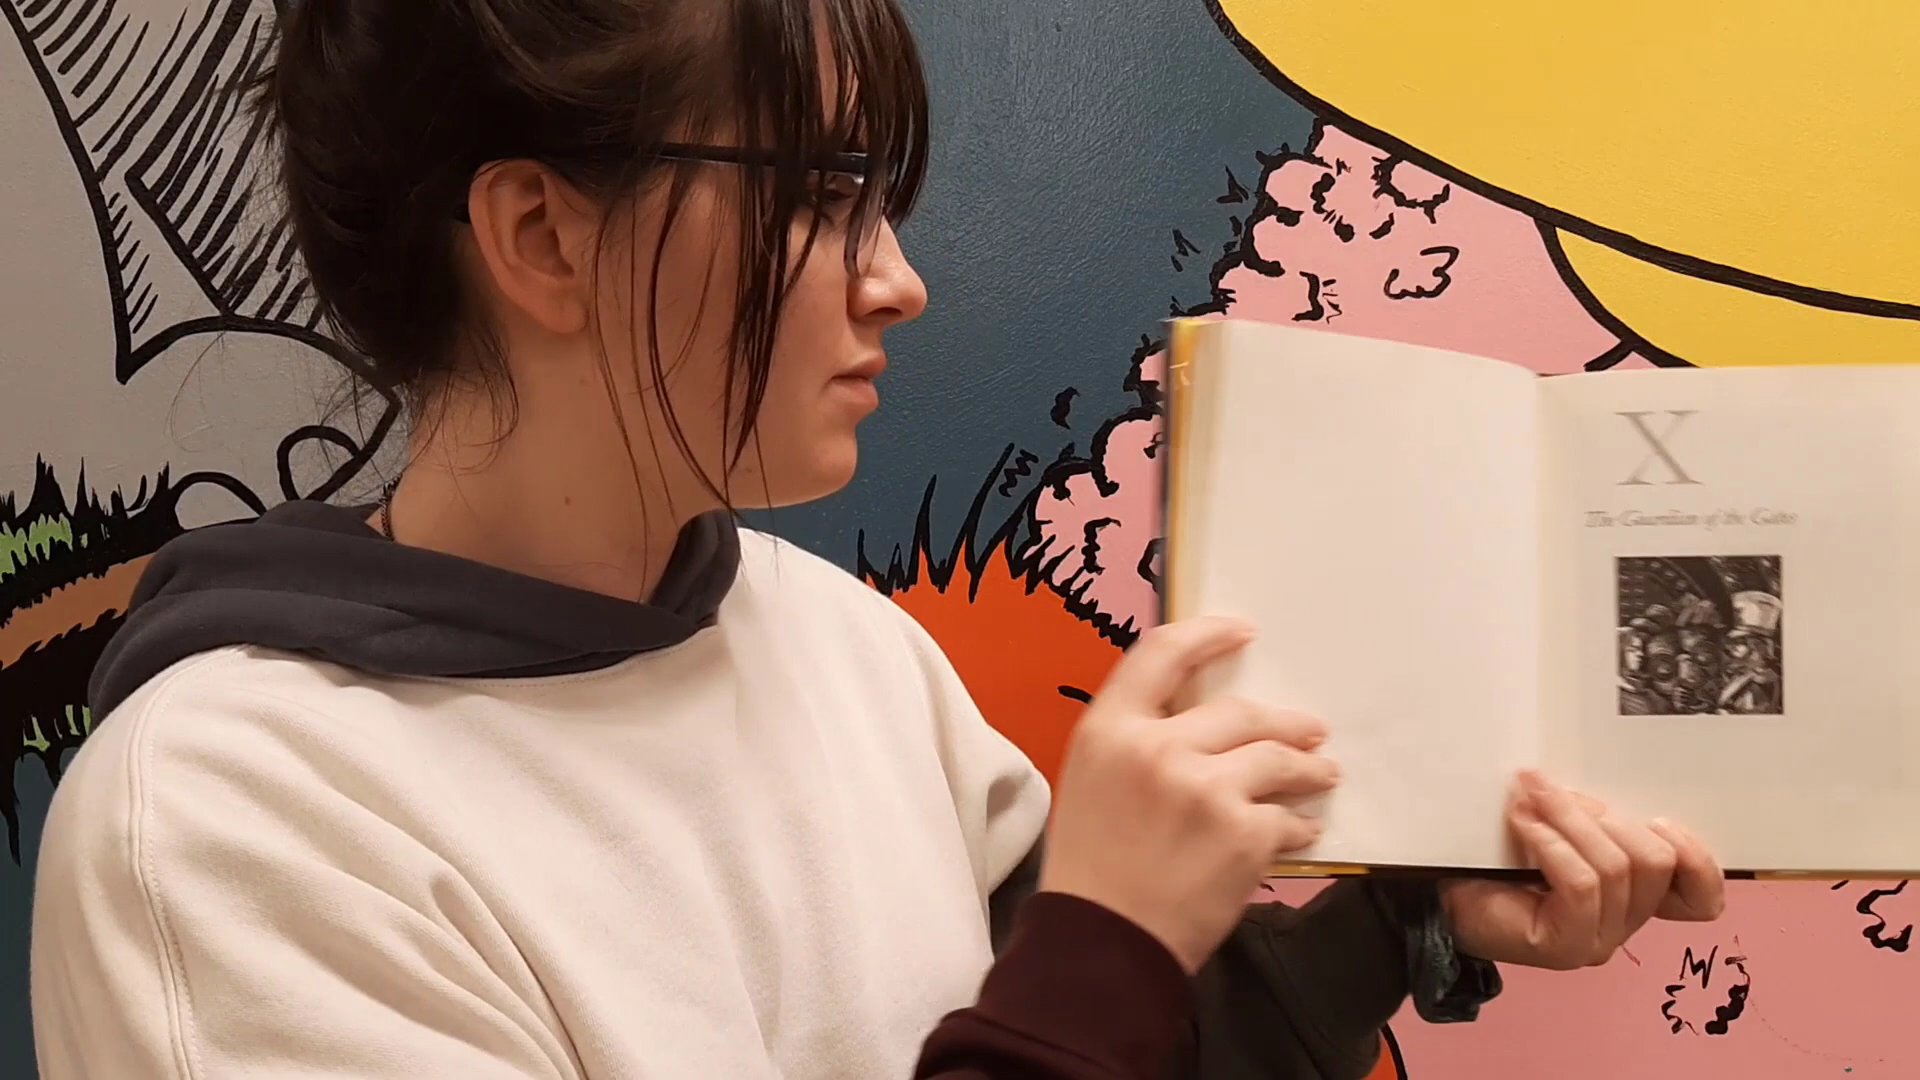 X
The Guardian of the Gates